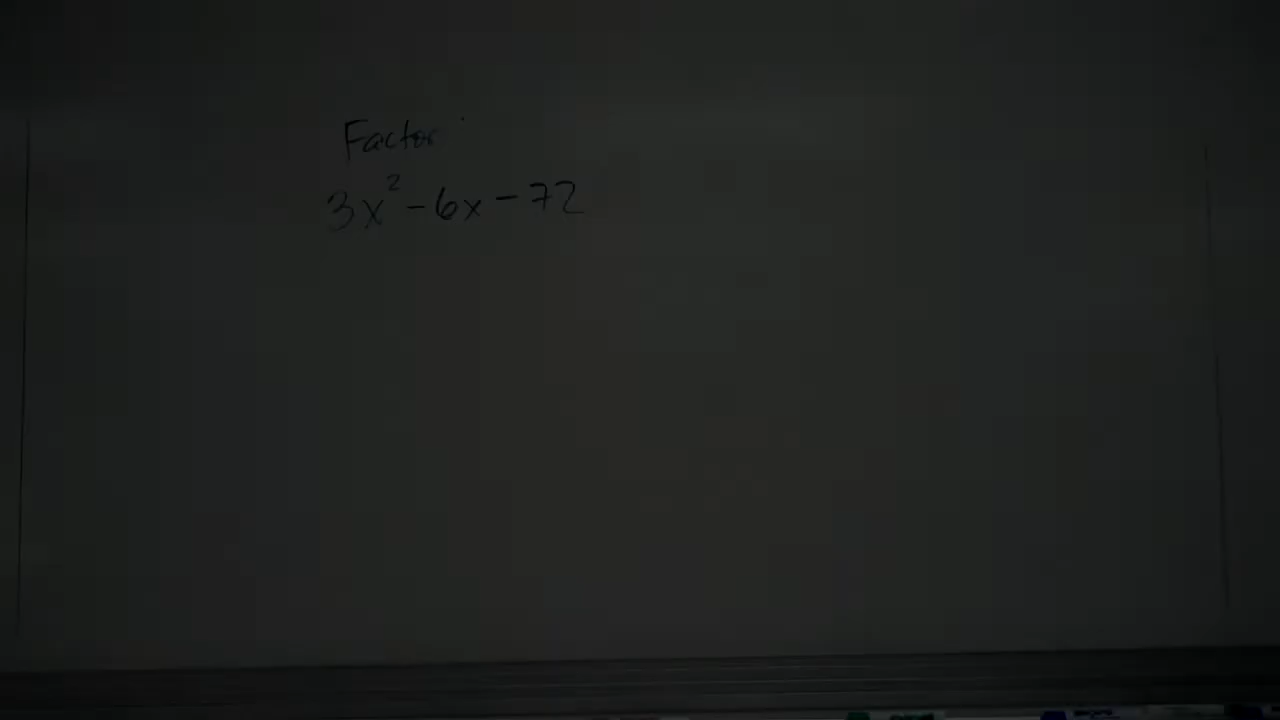 Factor
3x² - 6x - 72